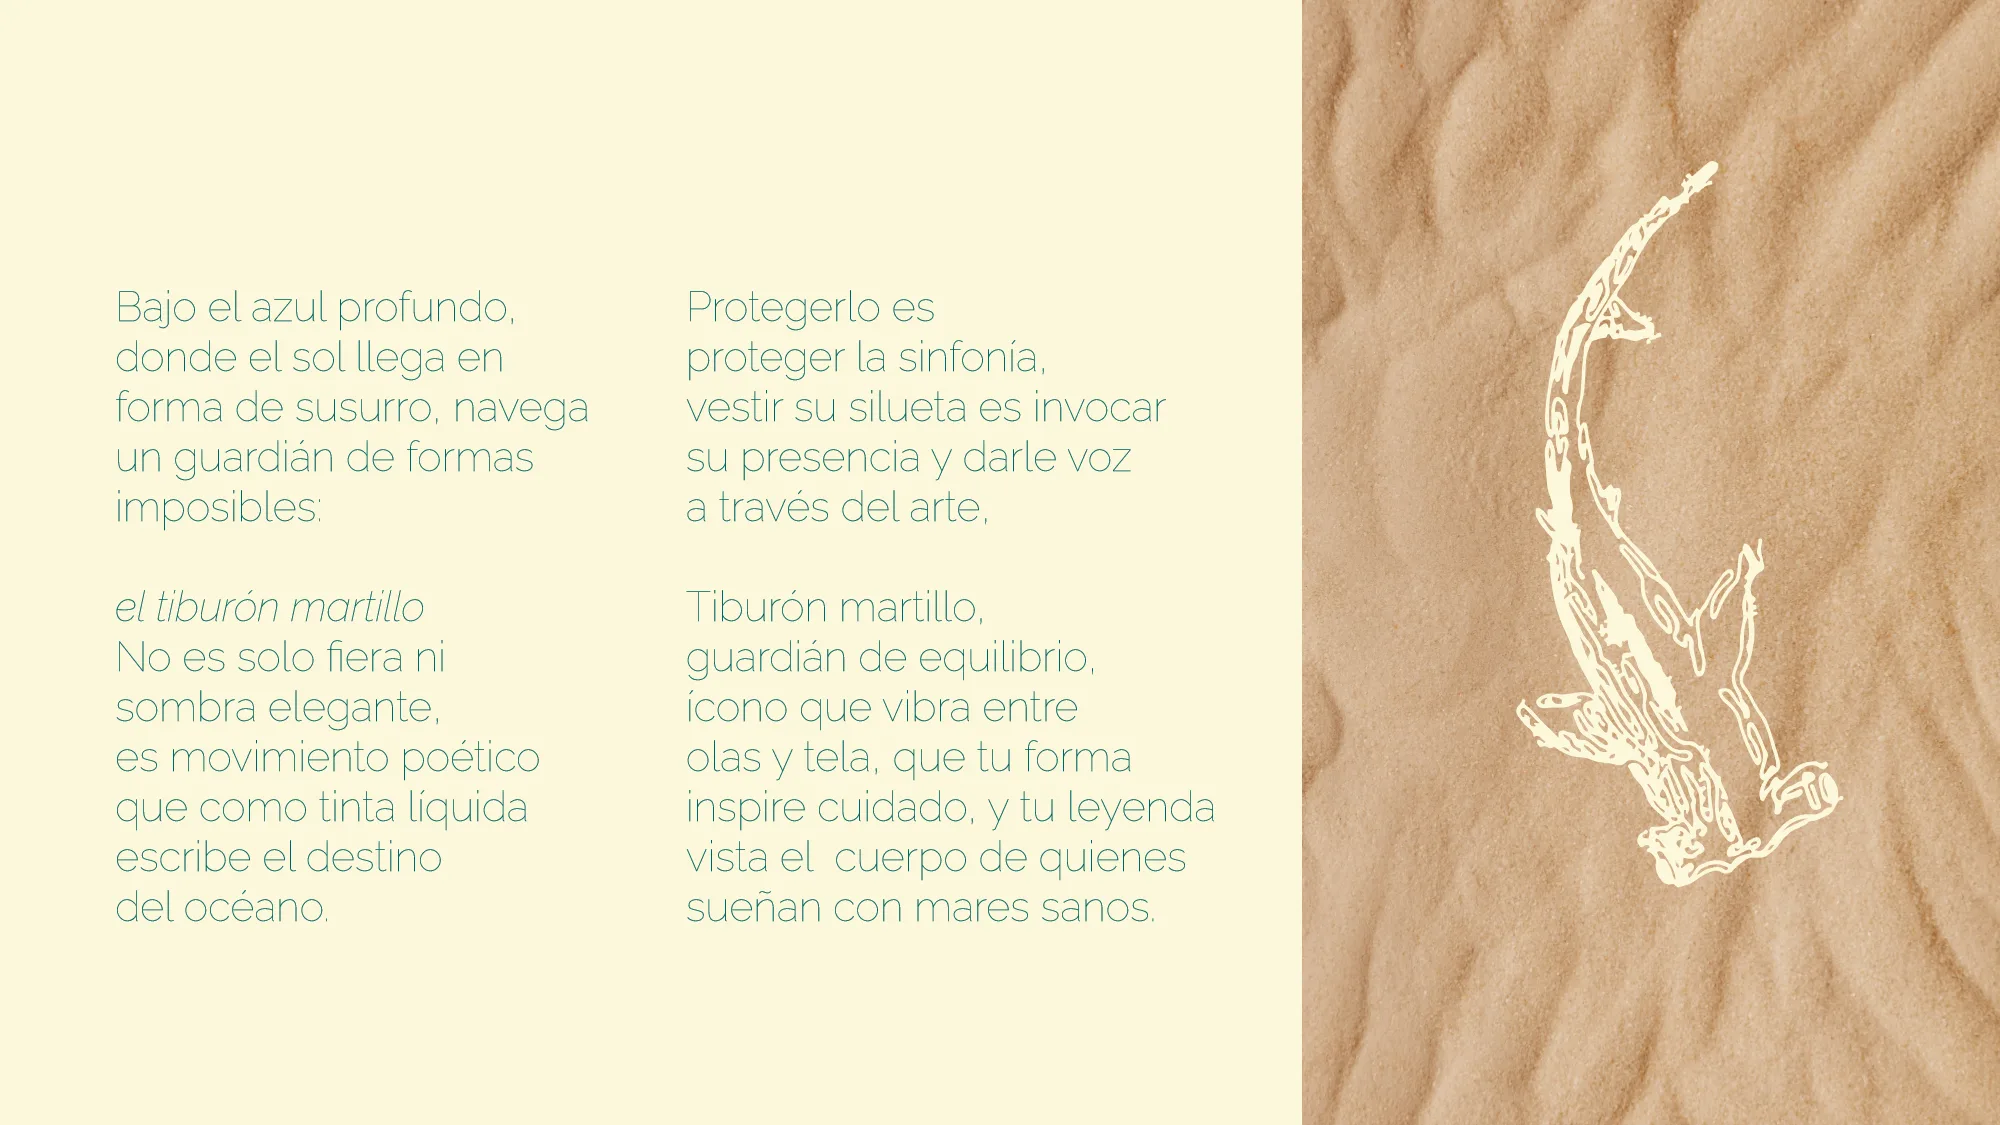 Bajo el azul profundo,
donde el sol llega en
forma de susurro, navega
un guardián de formas
imposibles:
el tiburón martillo
No es solo fiera ni
sombra elegante,
es movimiento poético
que como tinta líquida
escribe el destino
del océano.
Protegerlo es
proteger la sinfonía,
vestir su silueta es invocar
su presencia y darle voz
a través del arte,
Tiburón martillo,
guardián de equilibrio,
ícono que vibra entre
olas y tela, que tu forma
inspire cuidado, y tu leyenda
vista el  cuerpo de quienes
sueñan con mares sanos.